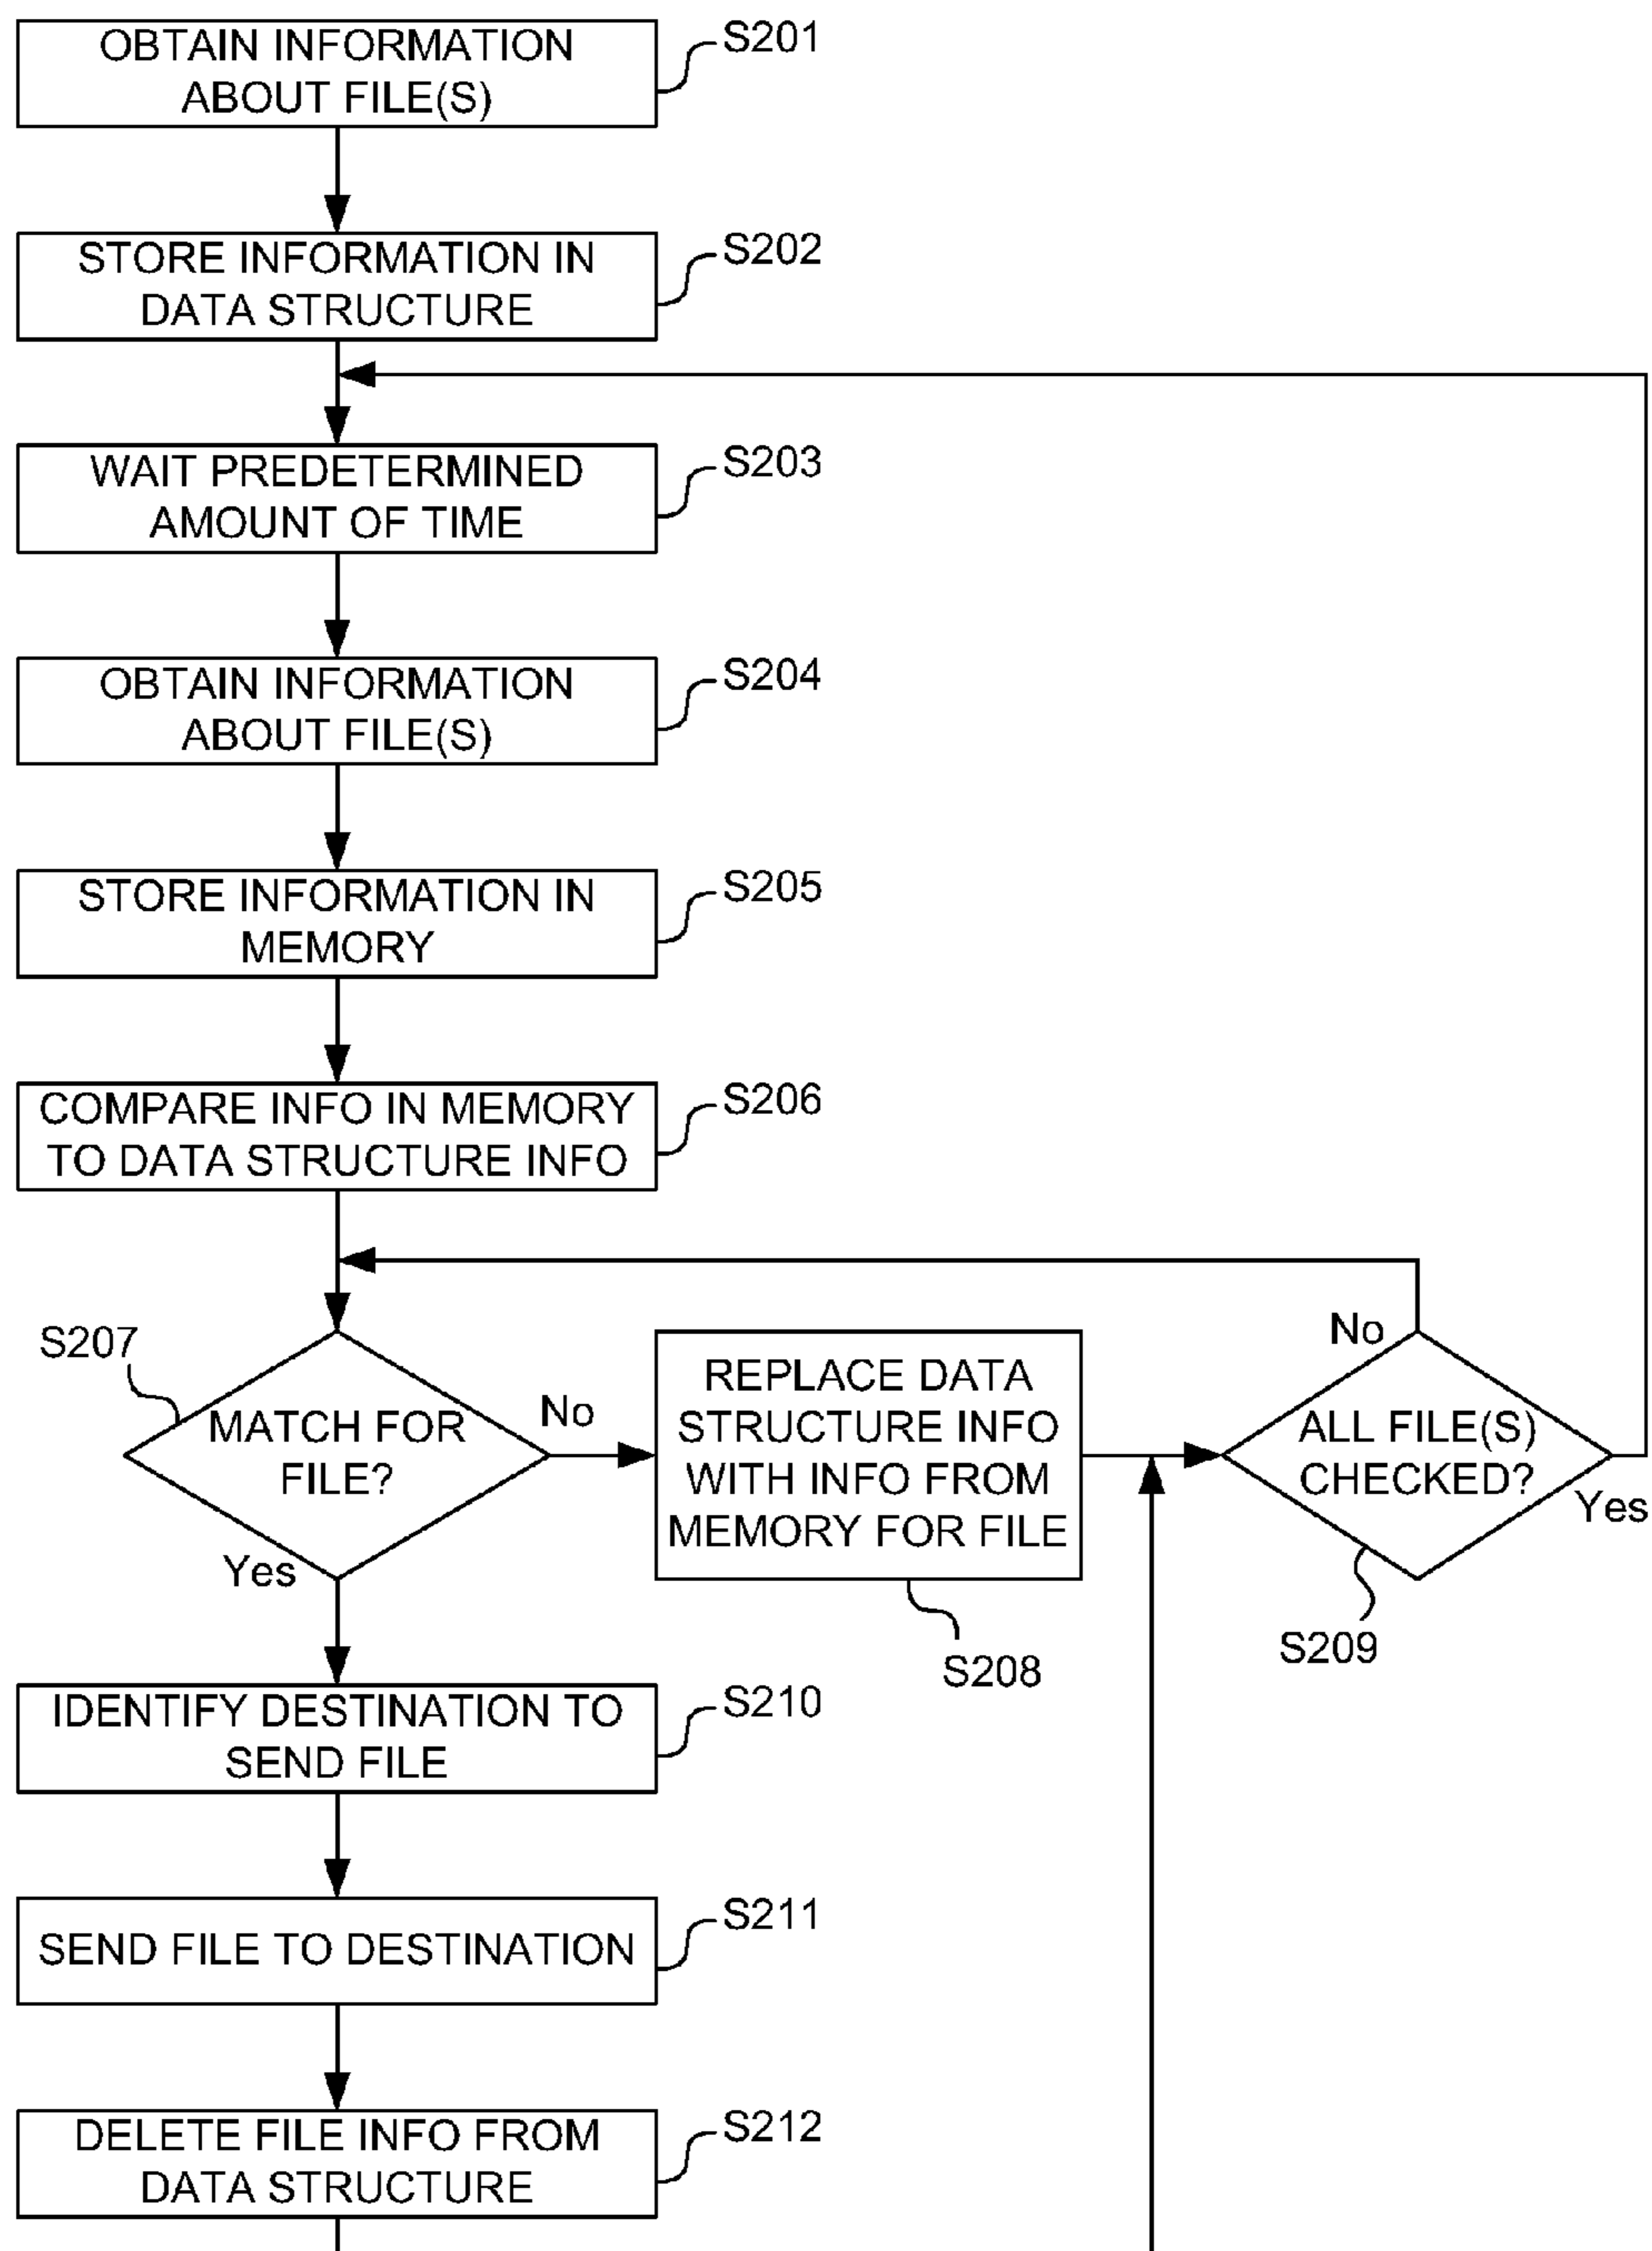 OBTAIN INFORMATION
ABOUT FILE(S)
S201
STORE INFORMATION IN
DATA STRUCTURE
S202
WAIT PREDETERMINED
AMOUNT OF TIME
S203
OBTAIN INFORMATION
ABOUT FILE(S)
S204
STORE INFORMATION IN
MEMORY
S205
COMPARE INFO IN MEMORY
TO DATA STRUCTURE INFO
S206
S207
MATCH FOR
FILE?
No
Yes
REPLACE DATA
STRUCTURE INFO
WITH INFO FROM
MEMORY FOR FILE
S208
No
ALL FILE(S)
CHECKED?
Yes
S209
IDENTIFY DESTINATION TO
SEND FILE
S210
SEND FILE TO DESTINATION
S211
DELETE FILE INFO FROM
DATA STRUCTURE
S212